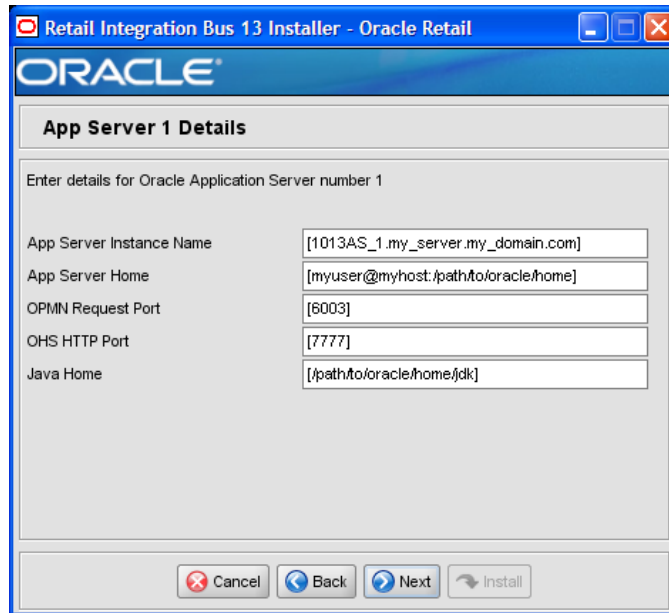 Retail Integration Bus 13 Installer - Oracle Retail
ORACLE
App Server 1 Details
Enter details for Oracle Application Server number 1
App Server Instance Name [1013AS_1.my_server.my_domain.com]
App Server Home [myuser@myhost:/path/to/oracle/home]
OPMN Request Port [6003]
OHS HTTP Port [7777]
Java Home [/path/to/oracle/home/jdk]
Cancel Back Next Install